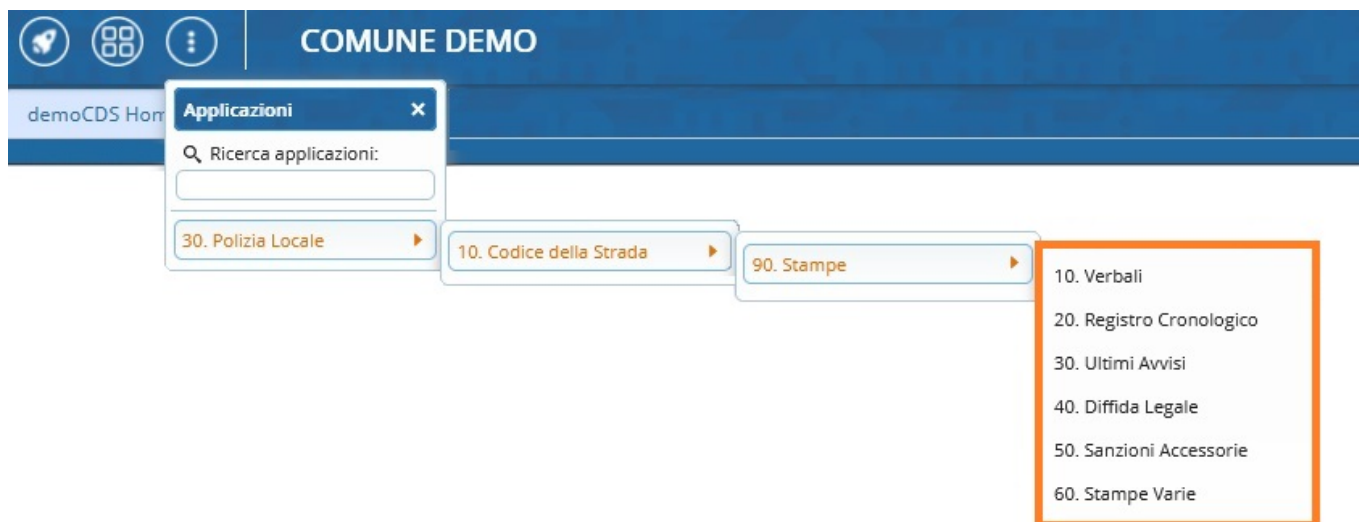 COMUNE DEMO
demoCDS Hom
Applicazioni
Ricerca applicazioni:
30. Polizia Locale
10. Codice della Strada
90. Stampe
10. Verbali
20. Registro Cronologico
30. Ultimi Avvisi
40. Diffida Legale
50. Sanzioni Accessorie
60. Stampe Varie